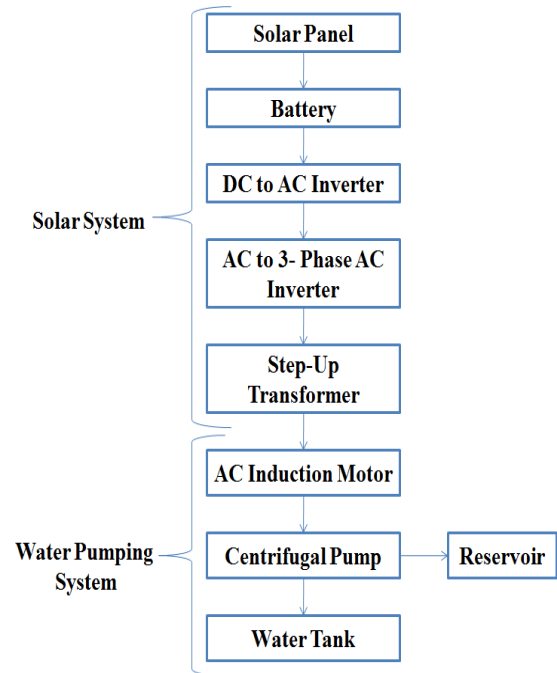 Solar Panel
Battery
DC to AC Inverter
Solar System
AC to 3- Phase AC
Inverter
Step-Up
Transformer
AC Induction Motor
Water Pumping
System
Centrifugal Pump
Reservoir
Water Tank